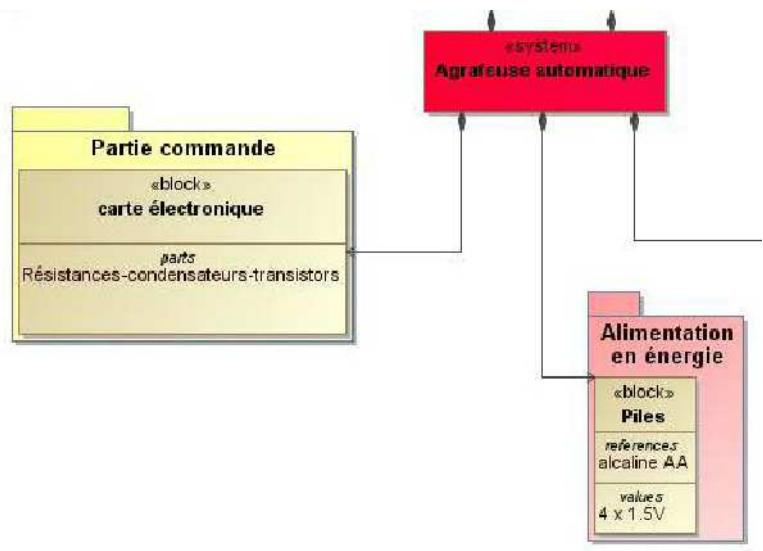 «system»
Agrafeuse automatique
Partie commande
«block»
carte électronique
parts
Résistances-condensateurs-transistors
Alimentation
en énergie
«block»
Piles
references
alcaline AA
values
4 x 1.5V